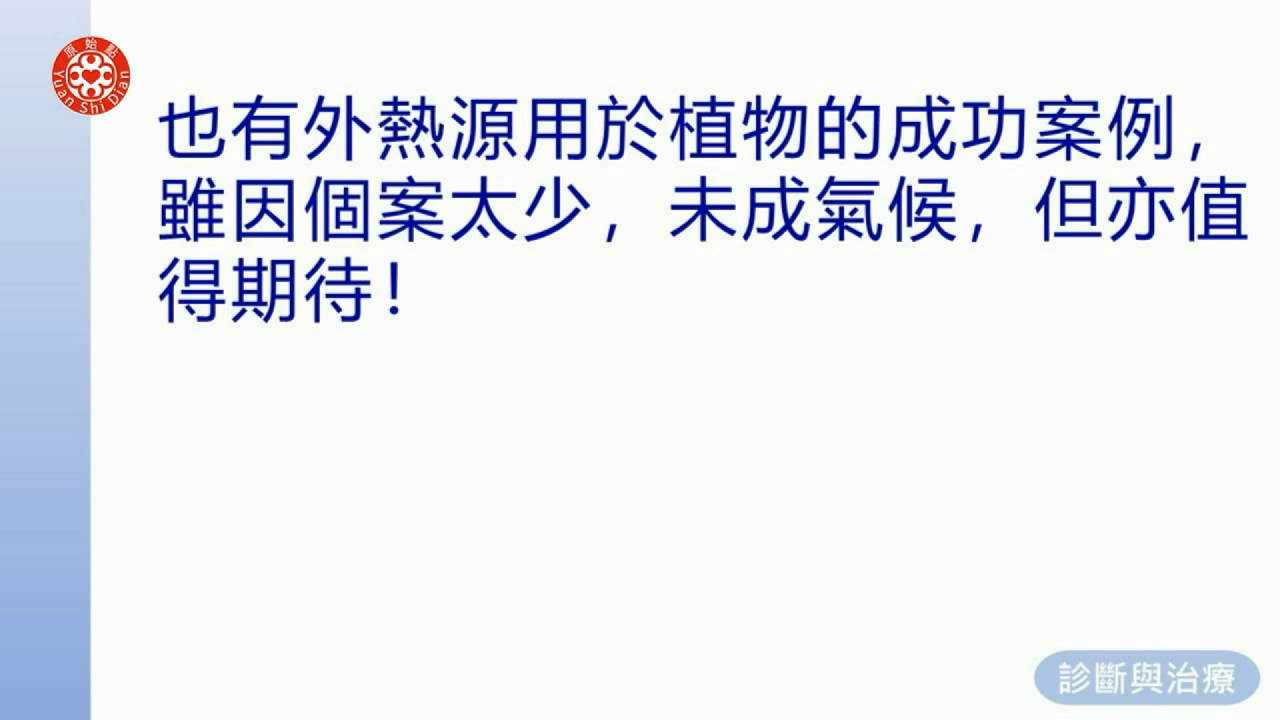 原始點
Yuan Shi Dian
也有外熱源用於植物的成功案例，
雖因個案太少，未成氣候，但亦值
得期待！
診斷與治療